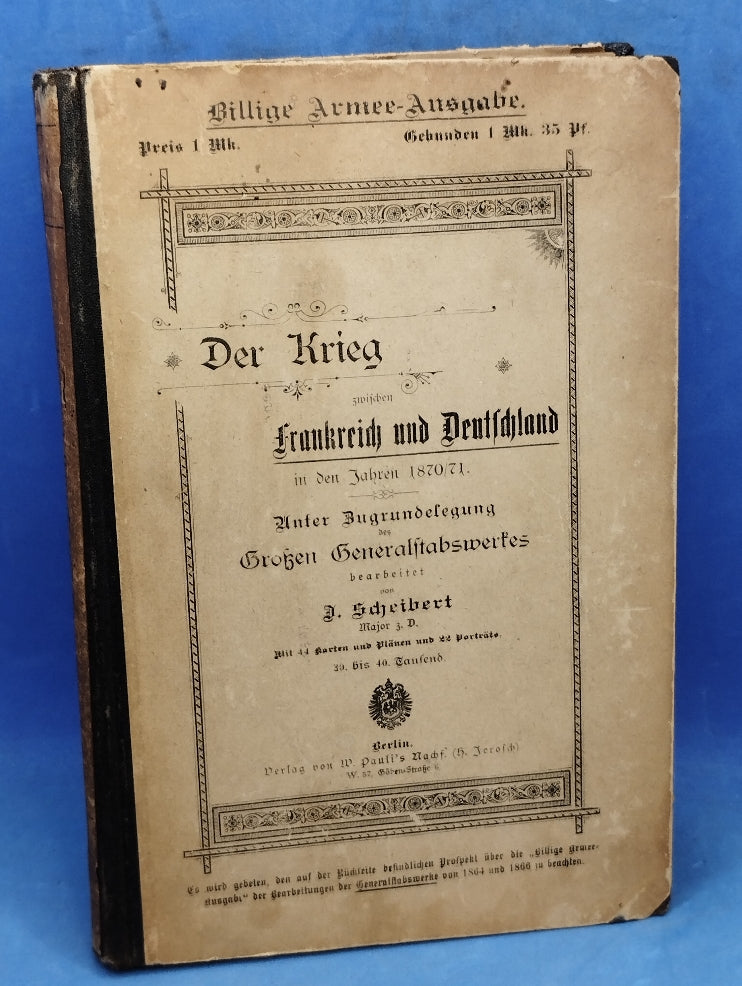 Billige Armee-Ausgabe.
Preis 1 Mk. Gebunden 1 Mk. 35 Pf.
Der Krieg
zwischen
Frankreich und Deutschland
in den Jahren 1870/71.
Unter Zugrundelegung
des
Großen Generalstabswerkes
bearbeitet
von
J. Scheibert
Major z. D.
Mit 44 Karten und Plänen und 22 Porträts.
39. bis 40. Tausend.
Berlin.
Verlag von W. Pauli's Nachf. (H. Jerosch)
W. 57, Göben-Straße
Es wird gebeten, den auf der Rückseite befindlichen Prospekt über die „Billige Armee-
Ausgabe" der Bearbeitungen der Generalstabswerke von 1864 und 1866 zu beachten.